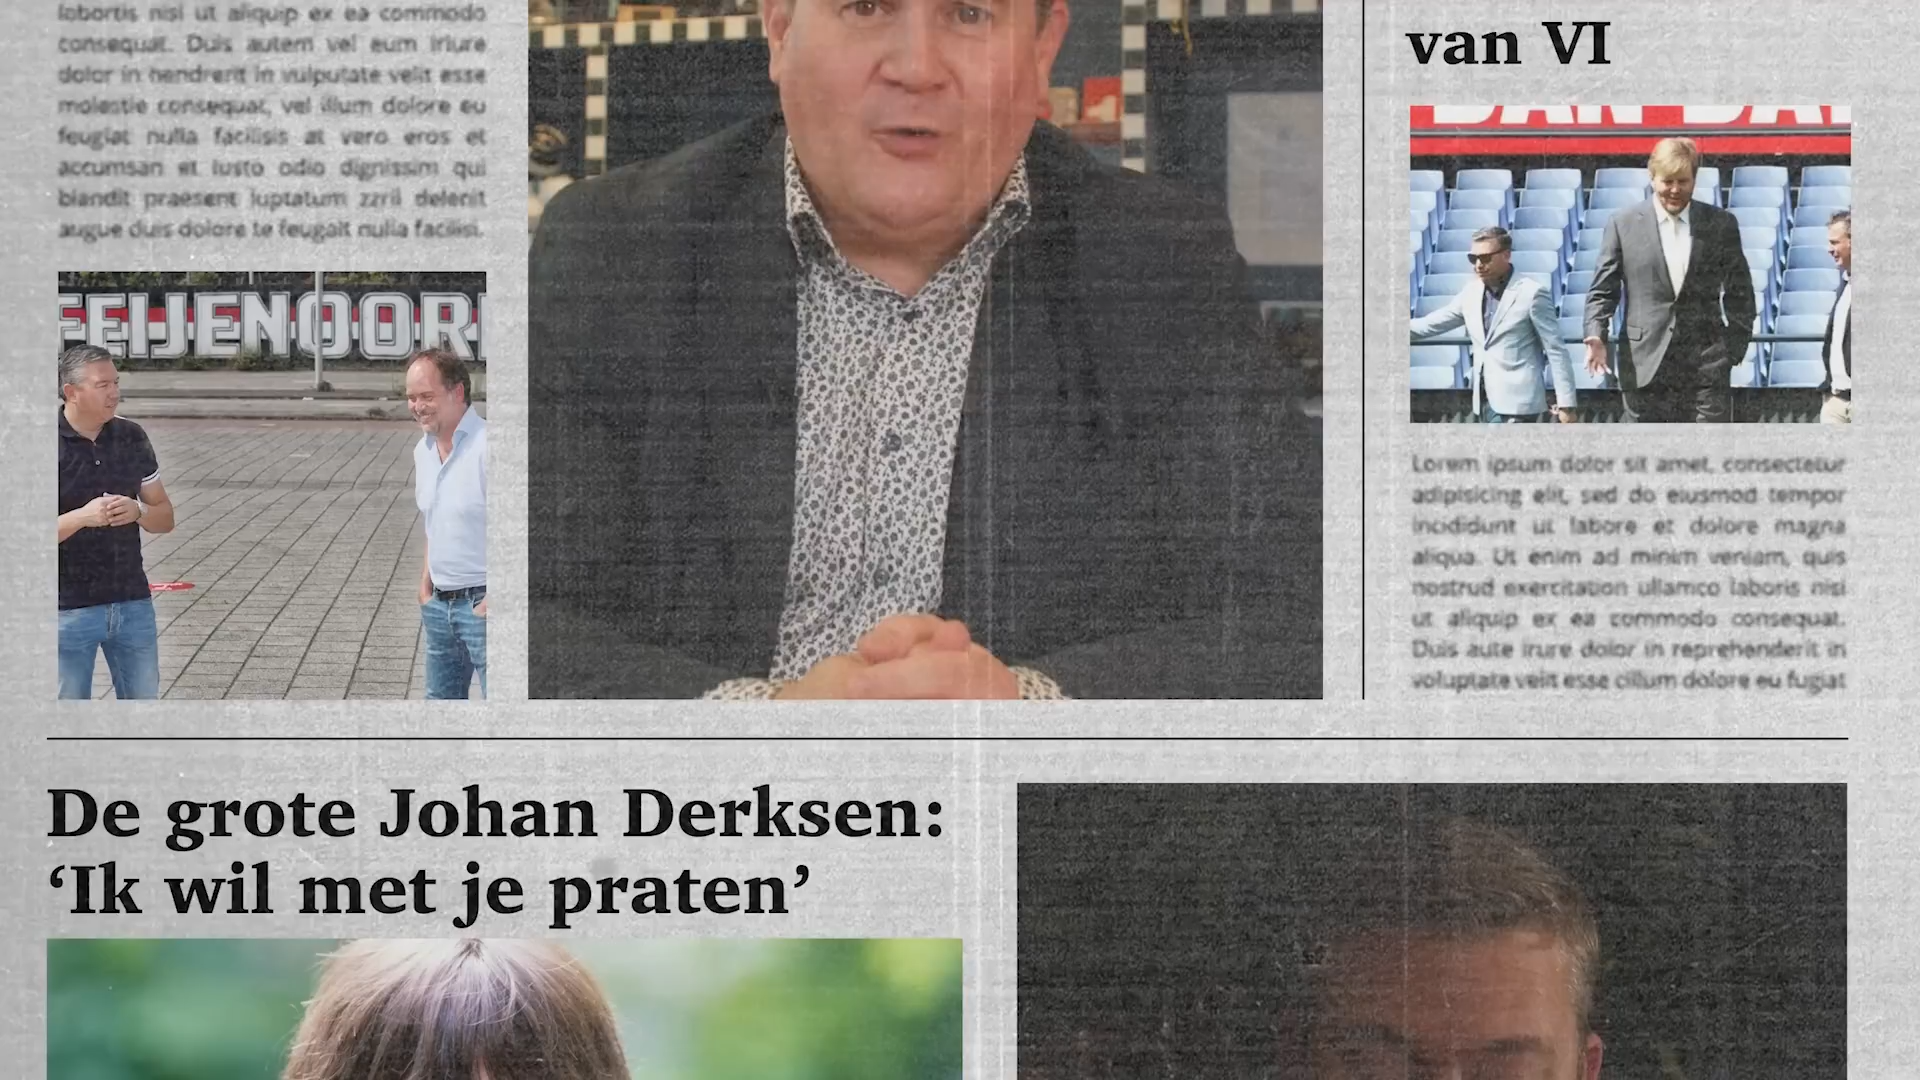 labortis nisl ut aliquip ex ea commodo
consequat. Duis autem vel eum iriure
dolor in hendrerit in vulputate velit esse
molestie consequat, vel illum dolore eu
feugiat nulla facilisis at vero eros et
accumsan et iusto odio dignissim qui
blandit praesent luptatum zzril delenit
augue duis dolore te feugait nulla facilisi.
FEIJENOOR
De grote Johan Derksen:
‘Ik wil met je praten’
van VI
Lorem ipsum dolor sit amet, consectetur
adipisicing elit, sed do eiusmod tempor
incididunt ut labore et dolore magna
aliqua. Ut enim ad minim veniam, quis
nostrud exercitation ullamco laboris nisi
ut aliquip ex ea commodo consequat.
Duis aute irure dolor in reprehenderit in
voluptate velit esse cillum dolore eu fugiat